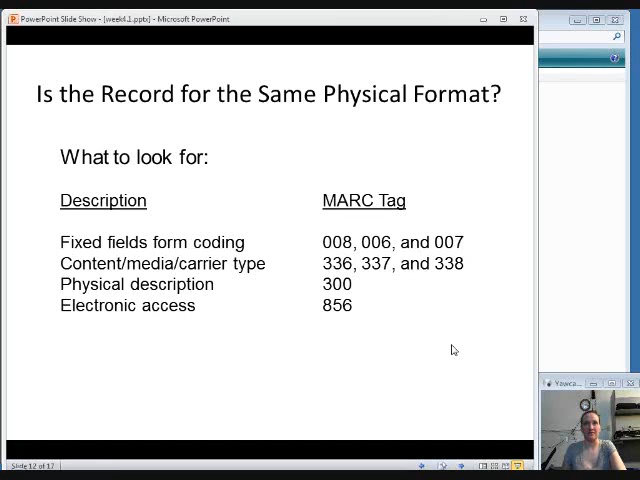 PowerPoint Slide Show - [week4.1.pptx] - Microsoft PowerPoint
Is the Record for the Same Physical Format?
What to look for:
Description MARC Tag
Fixed fields form coding 008, 006, and 007
Content/media/carrier type 336, 337, and 338
Physical description 300
Electronic access 856
Yawca...
Slide 12 of 17